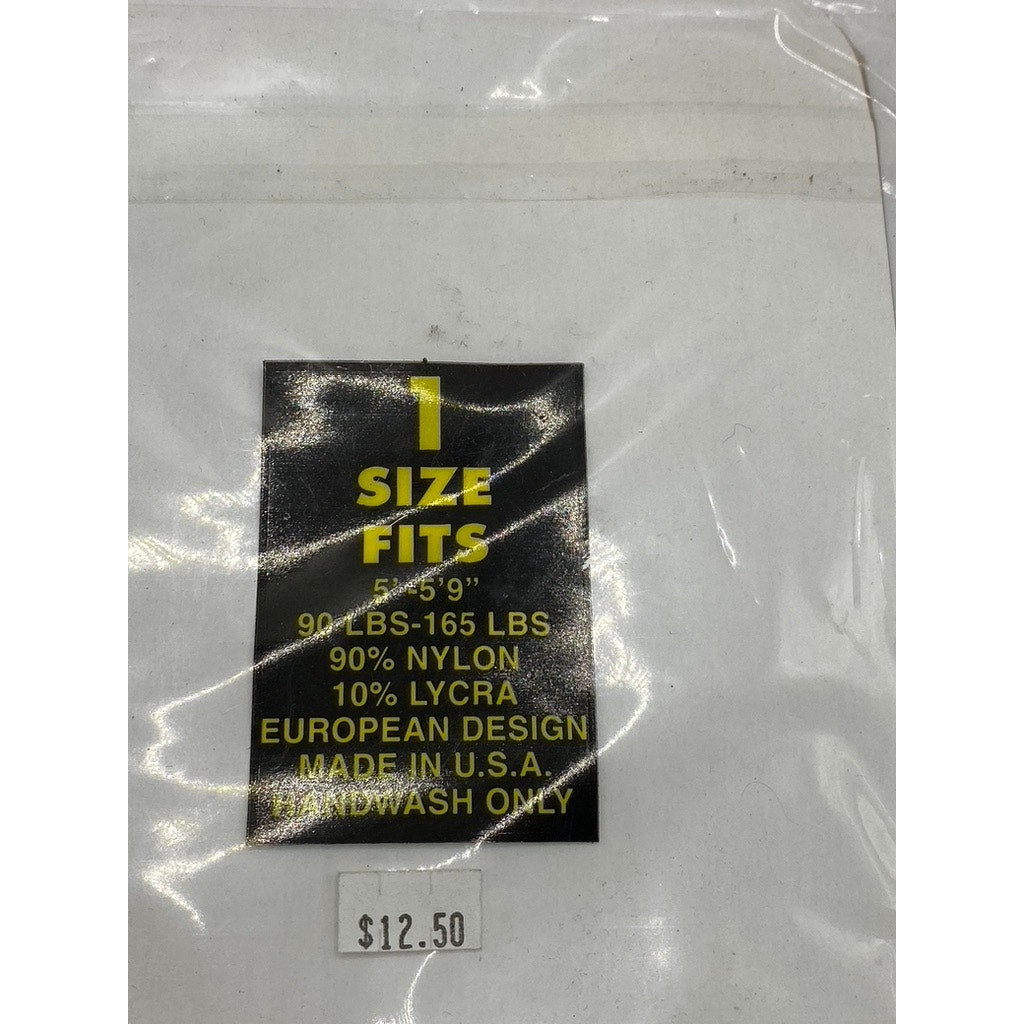 1
SIZE
FITS
5'-5'9"
90 LBS-165 LBS
90% NYLON
10% LYCRA
EUROPEAN DESIGN
MADE IN U.S.A.
HANDWASH ONLY
$12.50